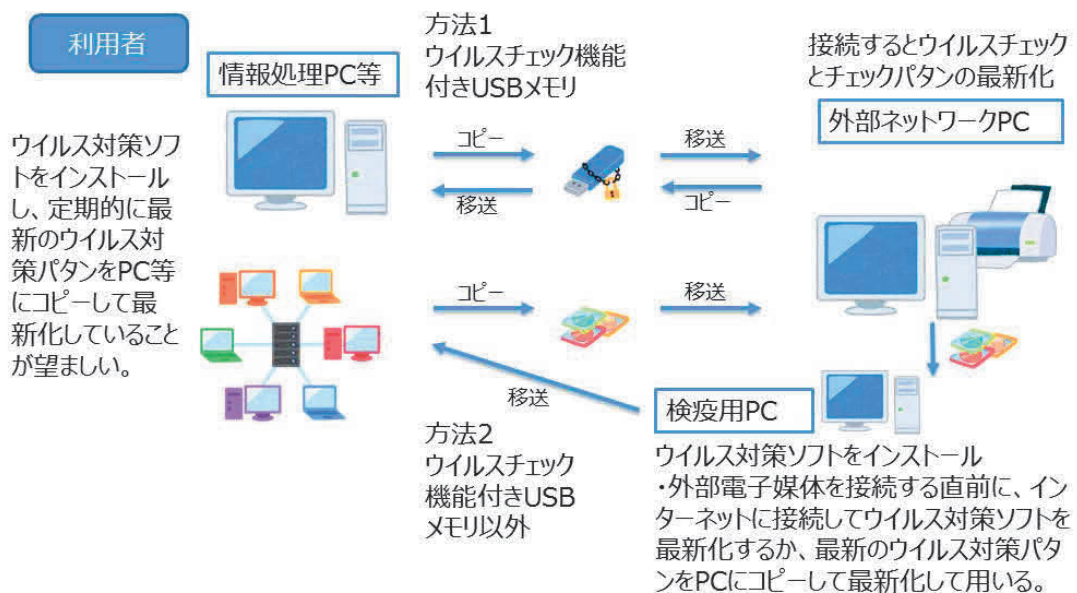 利用者
情報処理PC等
ウイルス対策ソフ
トをインストール
し、定期的に最
新のウイルス対
策パタンをPC等
にコピーして最
新化していること
が望ましい。
方法1
ウイルスチェック機能
付きUSBメモリ
コピー
移送
移送
コピー
接続するとウイルスチェック
とチェックパタンの最新化
外部ネットワークPC
コピー
移送
移送
方法2
ウイルスチェック
機能付きUSB
メモリ以外
検疫用PC
ウイルス対策ソフトをインストール
・外部電子媒体を接続する直前に、イン
ターネットに接続してウイルス対策ソフトを
最新化するか、最新のウイルス対策パタ
ンをPCにコピーして最新化して用いる。